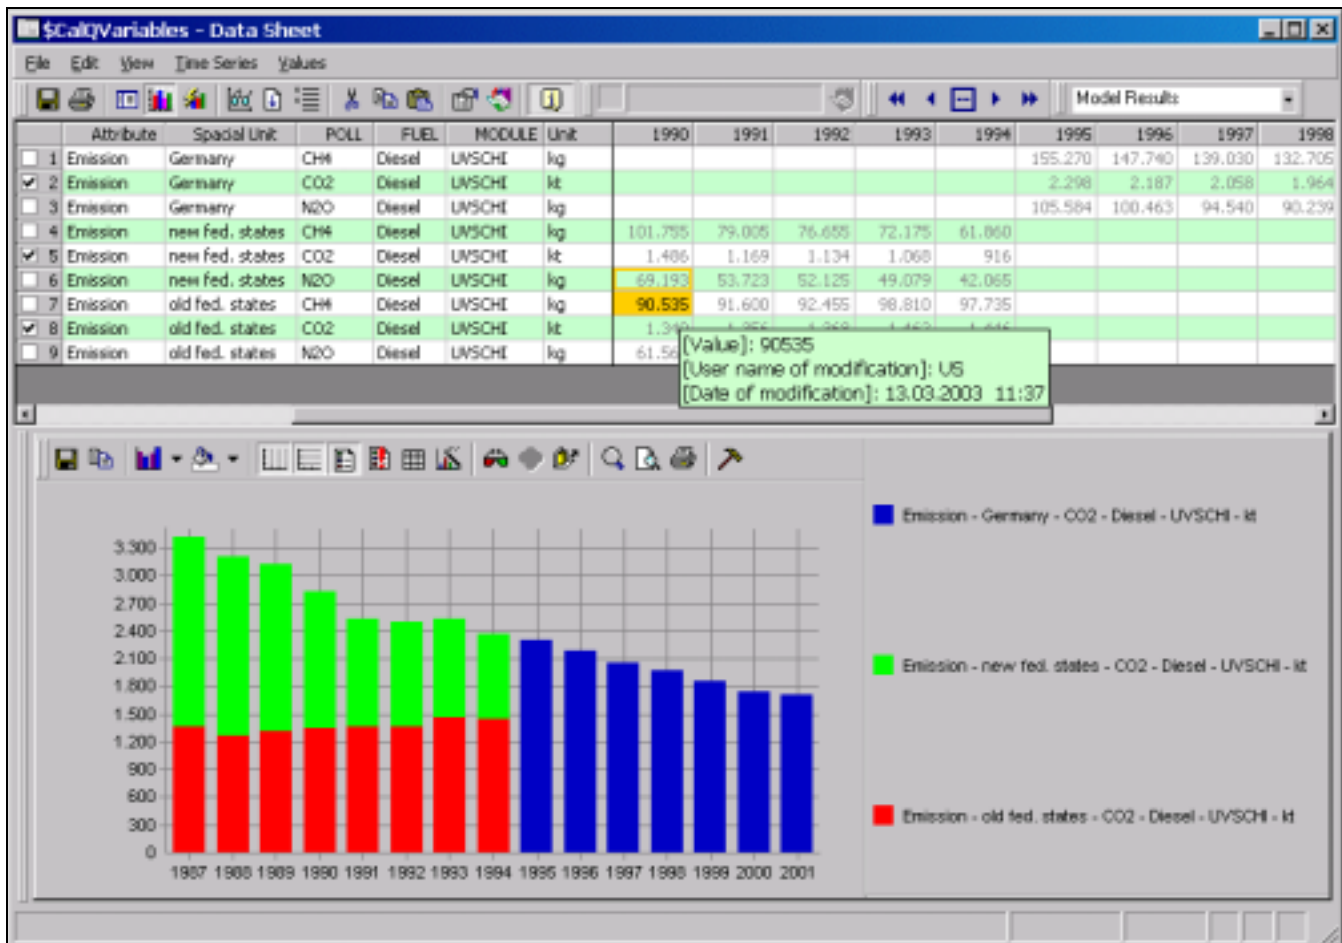 $CalQVariables - Data Sheet
File Edit View Time Series Values
Model Results
Attribute Spacial Unit POLL FUEL MODULE Unit 1990 1991 1992 1993 1994 1995 1996 1997 1998
1 Emission Germany CH4 Diesel UVSCHI kg 155.270 147.740 139.030 132.705
2 Emission Germany CO2 Diesel UVSCHI kt 2.298 2.187 2.058 1.964
3 Emission Germany N2O Diesel UVSCHI kg 105.584 100.463 94.540 90.239
4 Emission new fed. states CH4 Diesel UVSCHI kg 101.755 79.005 76.655 72.175 61.860
5 Emission new fed. states CO2 Diesel UVSCHI kt 1.486 1.169 1.134 1.068 916
6 Emission new fed. states N2O Diesel UVSCHI kg 69.193 53.723 52.125 49.079 42.065
7 Emission old fed. states CH4 Diesel UVSCHI kg 90.535 91.600 92.455 98.810 97.735
8 Emission old fed. states CO2 Diesel UVSCHI kt
9 Emission old fed. states N2O Diesel UVSCHI kg
[Value]: 90535
[User name of modification]: US
[Date of modification]: 13.03.2003 11:37
3.300
3.000
2.700
2.400
2.100
1.800
1.500
1.200
900
600
300
0
1987 1988 1989 1990 1991 1992 1993 1994 1995 1996 1997 1998 1999 2000 2001
Emission - Germany - CO2 - Diesel - UVSCHI - kt
Emission - new fed. states - CO2 - Diesel - UVSCHI - kt
Emission - old fed. states - CO2 - Diesel - UVSCHI - kt